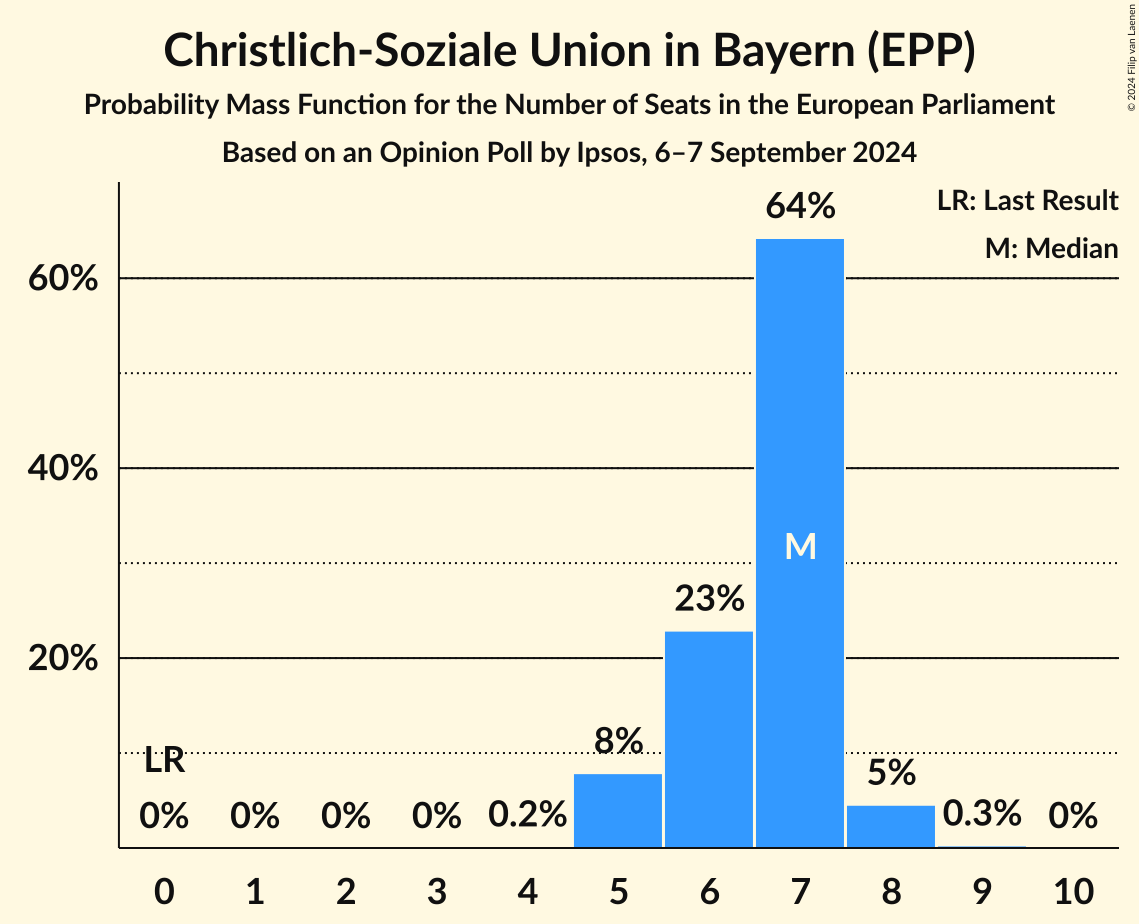 Christlich-Soziale Union in Bayern (EPP)
Probability Mass Function for the Number of Seats in the European Parliament
Based on an Opinion Poll by Ipsos, 6–7 September 2024
© 2024 Filip van Laenen
LR: Last Result
M: Median
60%
40%
20%
LR
0%
0%
0%
0%
0.2%
8%
23%
64%
M
5%
0.3%
0%
0 1 2 3 4 5 6 7 8 9 10